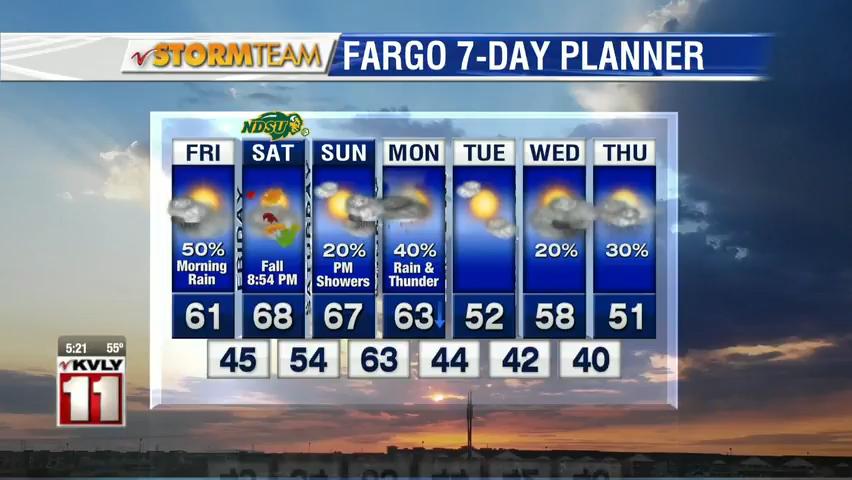 STORMTEAM
FARGO 7-DAY PLANNER
NDSU
FRI SAT SUN MON TUE WED THU
FRIDAY
SATURDAY
50% Morning Rain
Fall 8:54 PM
20% PM Showers
40% Rain & Thunder
20%
30%
61 68 67 63 52 58 51
45 54 63 44 42 40
5:21 55°
KVLY
11